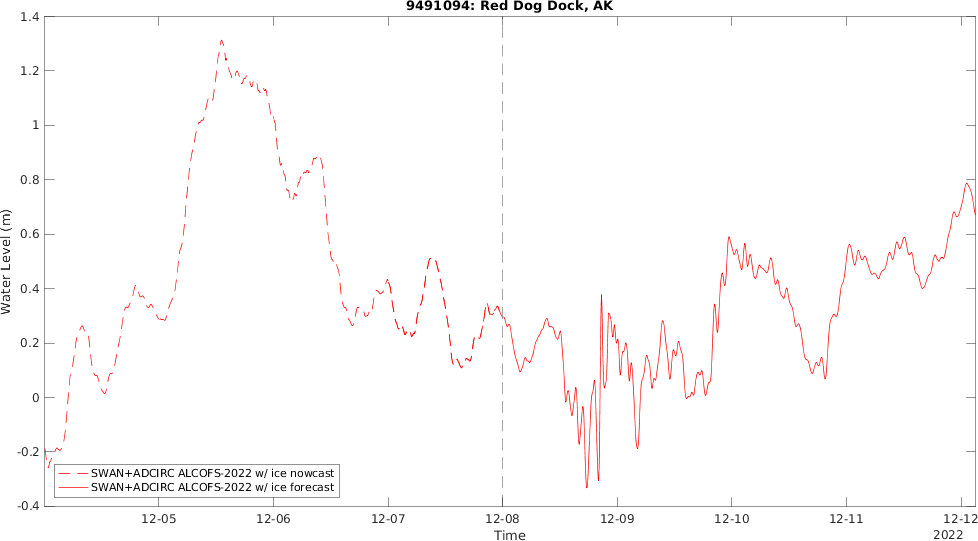 9491094: Red Dog Dock, AK
1.4
1.2
1
0.8
0.6
0.4
0.2
0
-0.2
-0.4
Water Level (m)
SWAN+ADCIRC ALCOFS-2022 w/ ice nowcast
SWAN+ADCIRC ALCOFS-2022 w/ ice forecast
12-05 12-06 12-07 12-08 12-09 12-10 12-11 12-12
Time
2022